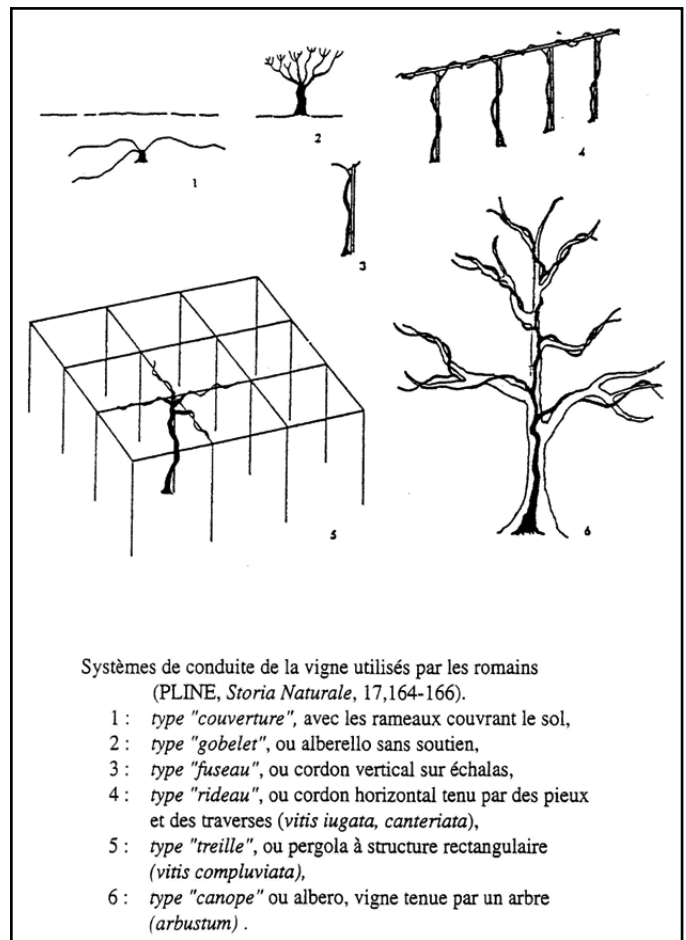 1
2
3
4
5
6
Systèmes de conduite de la vigne utilisés par les romains
(PLINE, Storia Naturale, 17,164-166).
1 : type "couverture", avec les rameaux couvrant le sol,
2 : type "gobelet", ou alberello sans soutien,
3 : type "fuseau", ou cordon vertical sur échalas,
4 : type "rideau", ou cordon horizontal tenu par des pieux
et des traverses (vitis iugata, canteriata),
5 : type "treille", ou pergola à structure rectangulaire
(vitis compluviata),
6 : type "canope" ou albero, vigne tenue par un arbre
(arbustum) .